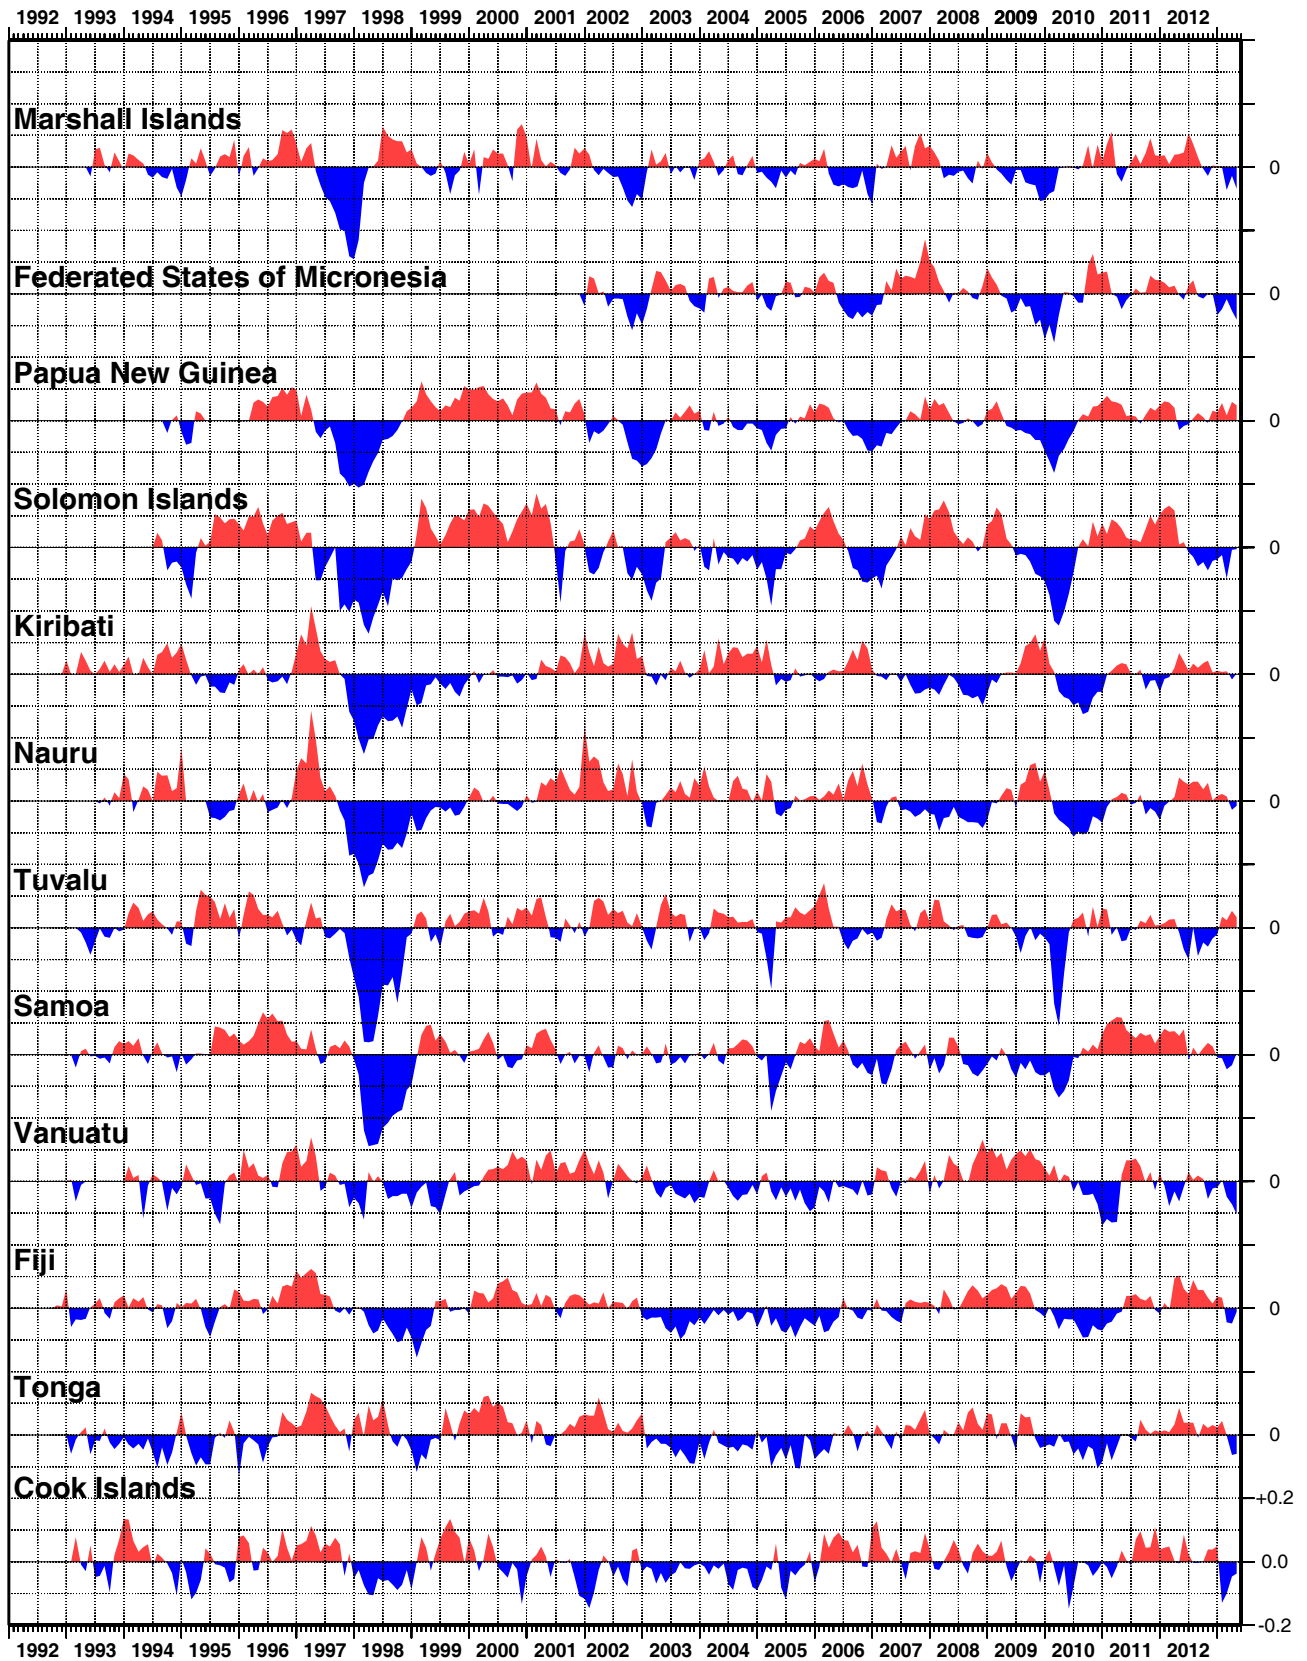 1992 1993 1994 1995 1996 1997 1998 1999 2000 2001 2002 2003 2004 2005 2006 2007 2008 2009 2010 2011 2012
Marshall Islands
0
Federated States of Micronesia
0
Papua New Guinea
0
Solomon Islands
0
Kiribati
0
Nauru
0
Tuvalu
0
Samoa
0
Vanuatu
0
Fiji
0
Tonga
0
Cook Islands
+0.2
0.0
-0.2
1992 1993 1994 1995 1996 1997 1998 1999 2000 2001 2002 2003 2004 2005 2006 2007 2008 2009 2010 2011 2012